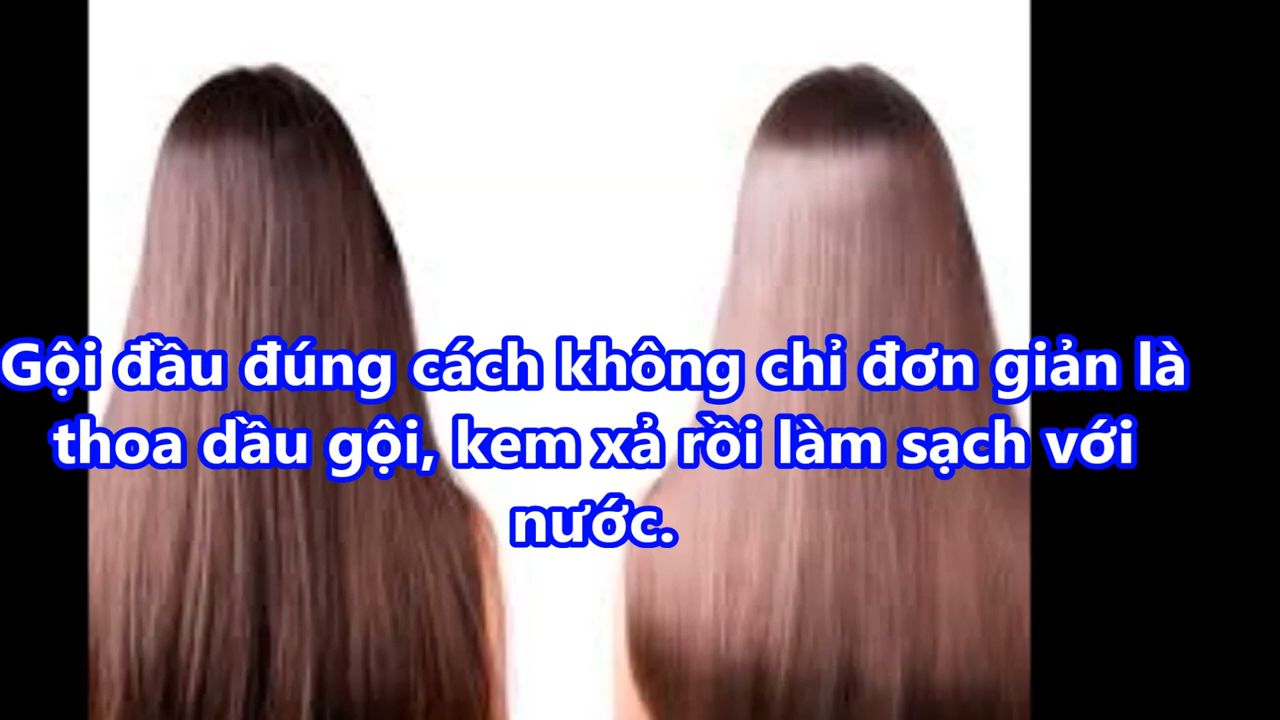 Gội đầu đúng cách không chỉ đơn giản là
thoa dầu gội, kem xả rồi làm sạch với
nước.